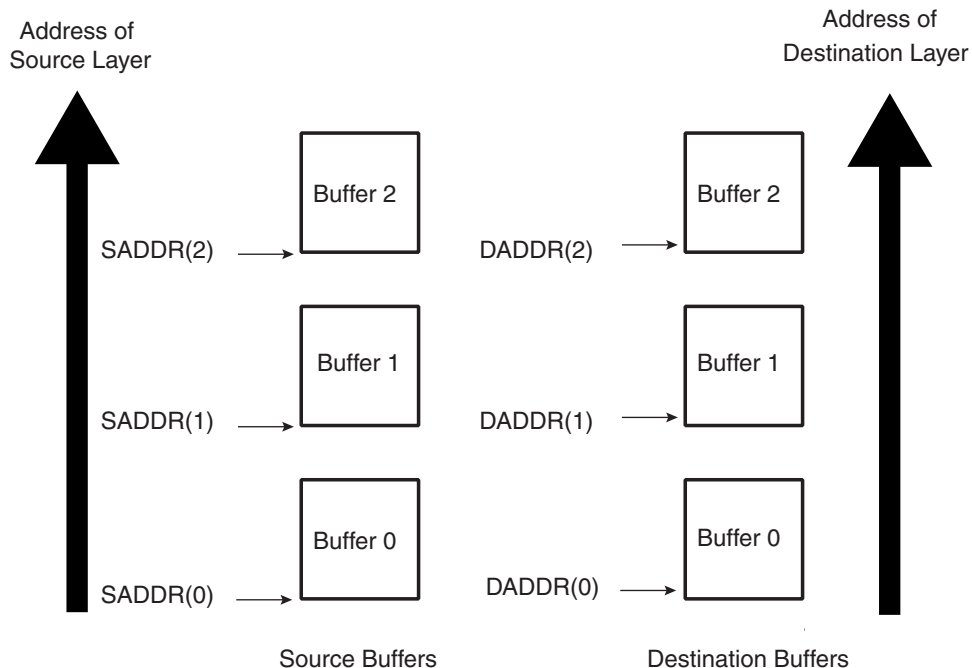 Address of
Source Layer
Address of
Destination Layer
Buffer 2
Buffer 2
SADDR(2)
DADDR(2)
Buffer 1
Buffer 1
SADDR(1)
DADDR(1)
Buffer 0
Buffer 0
SADDR(0)
DADDR(0)
Source Buffers
Destination Buffers